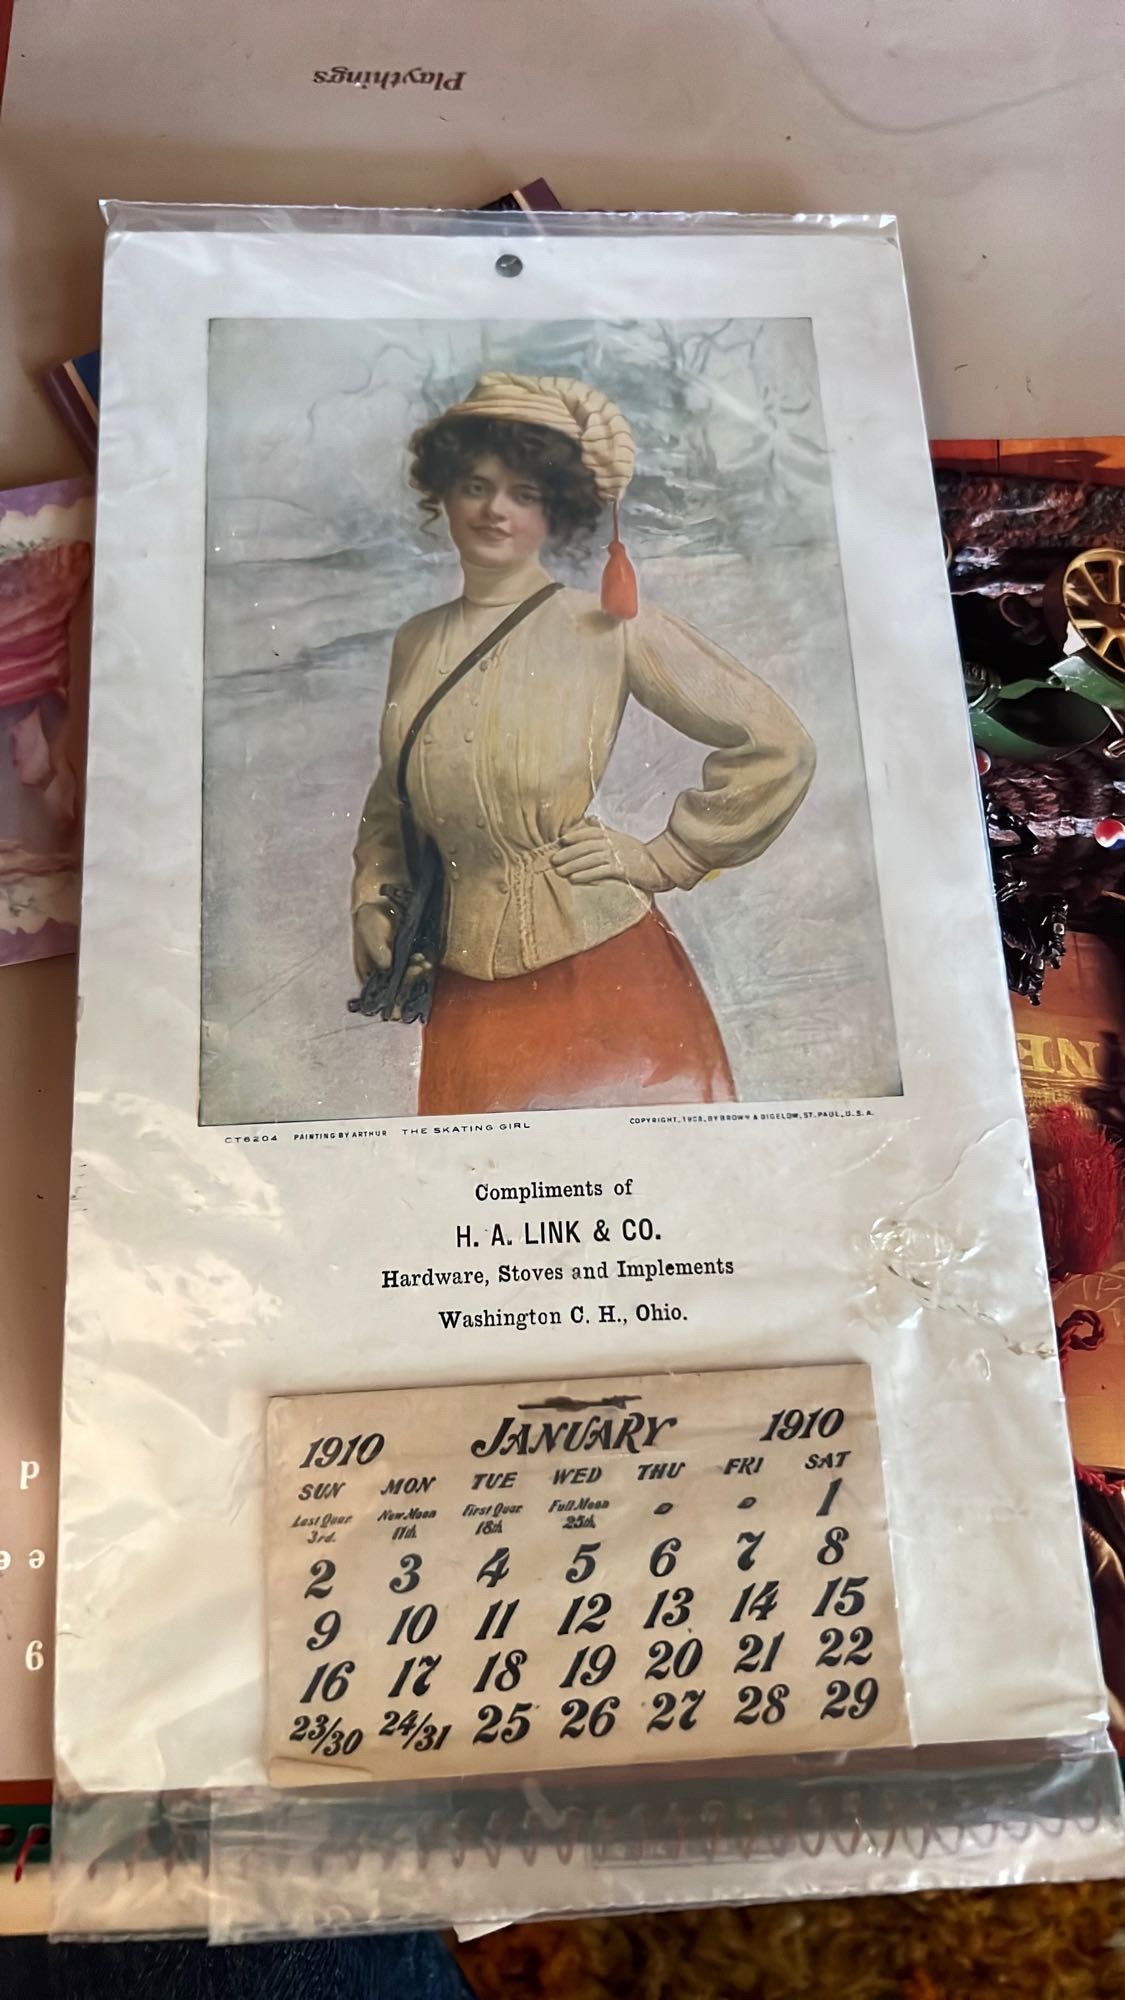 Playthings
CT6204 PAINTING BY ARTHUR THE SKATING GIRL
COPYRIGHT, 1908, BY BROWN & BIGELOW, ST. PAUL, U.S.A.
Compliments of
H. A. LINK & CO.
Hardware, Stoves and Implements
Washington C. H., Ohio.
1910 JANUARY 1910
SUN MON TUE WED THU FRI SAT
Last Quar. 3rd. New Moon 11th. First Quar. 18th. Full Moon 25th. 1
2 3 4 5 6 7 8
9 10 11 12 13 14 15
16 17 18 19 20 21 22
23/30 24/31 25 26 27 28 29
NE